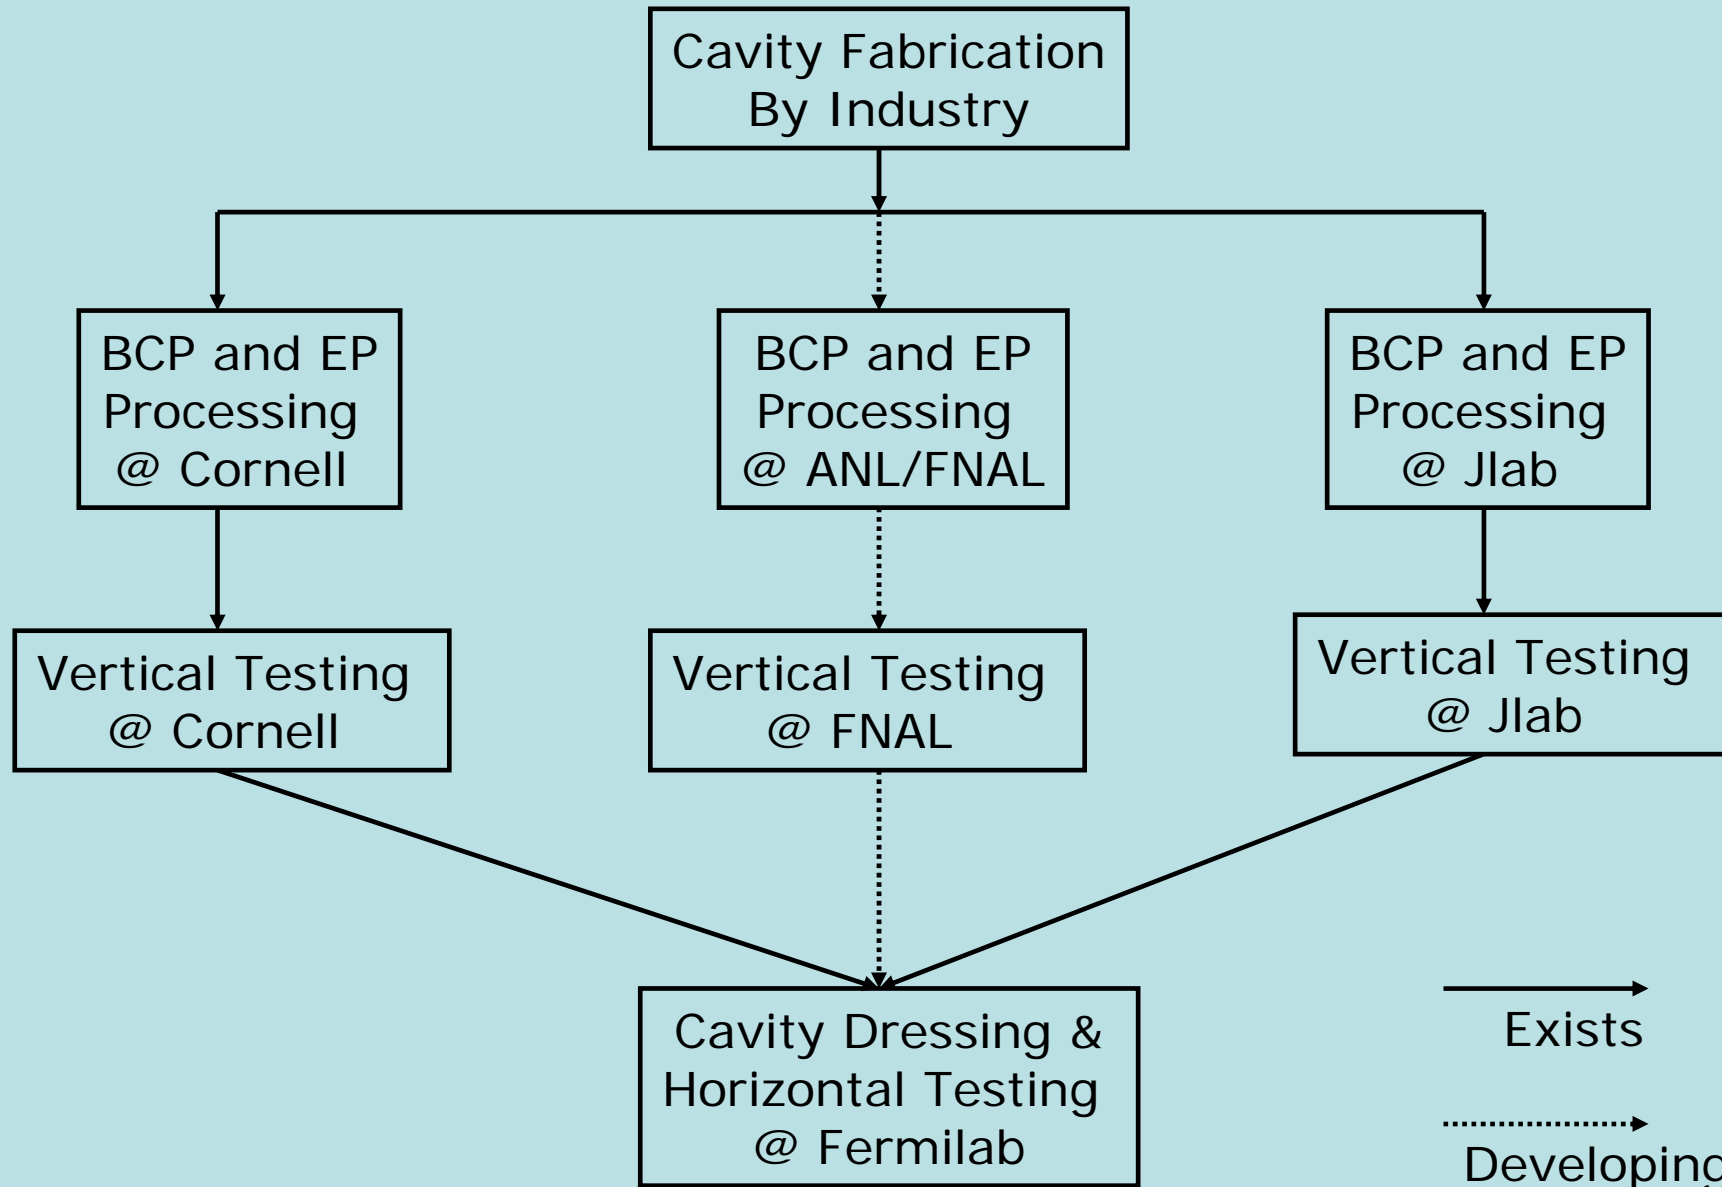 Cavity Fabrication
By Industry
BCP and EP
Processing
@ Cornell
BCP and EP
Processing
@ ANL/FNAL
BCP and EP
Processing
@ Jlab
Vertical Testing
@ Cornell
Vertical Testing
@ FNAL
Vertical Testing
@ Jlab
Cavity Dressing &
Horizontal Testing
@ Fermilab
Exists
Developing